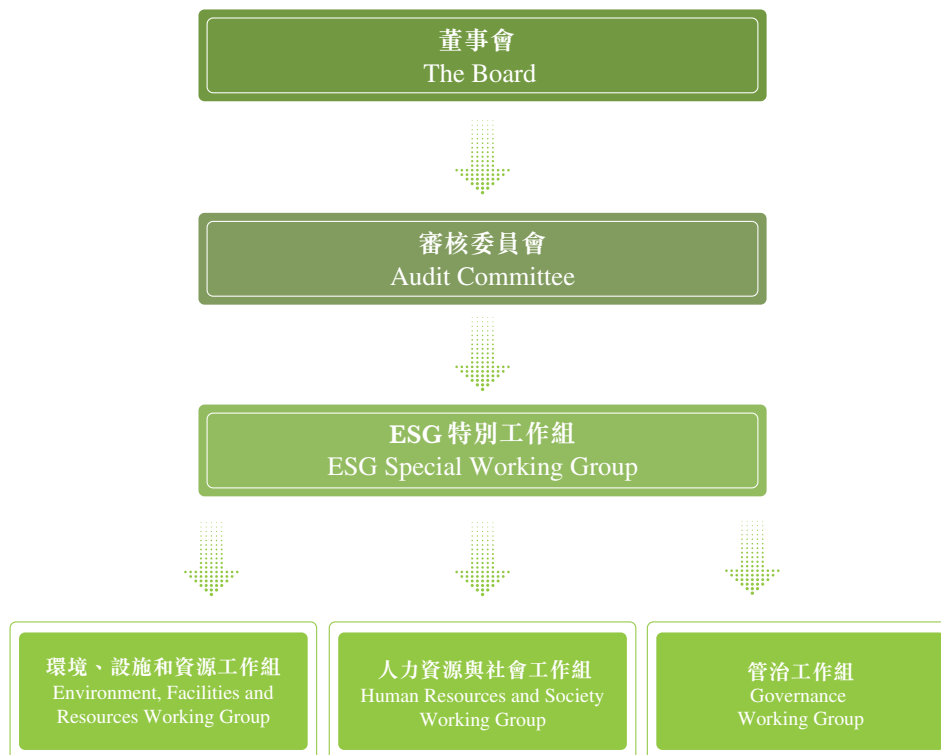 董事會
The Board
審核委員會
Audit Committee
ESG 特別工作組
ESG Special Working Group
環境、設施和資源工作組
Environment, Facilities and
Resources Working Group
人力資源與社會工作組
Human Resources and Society
Working Group
管治工作組
Governance
Working Group